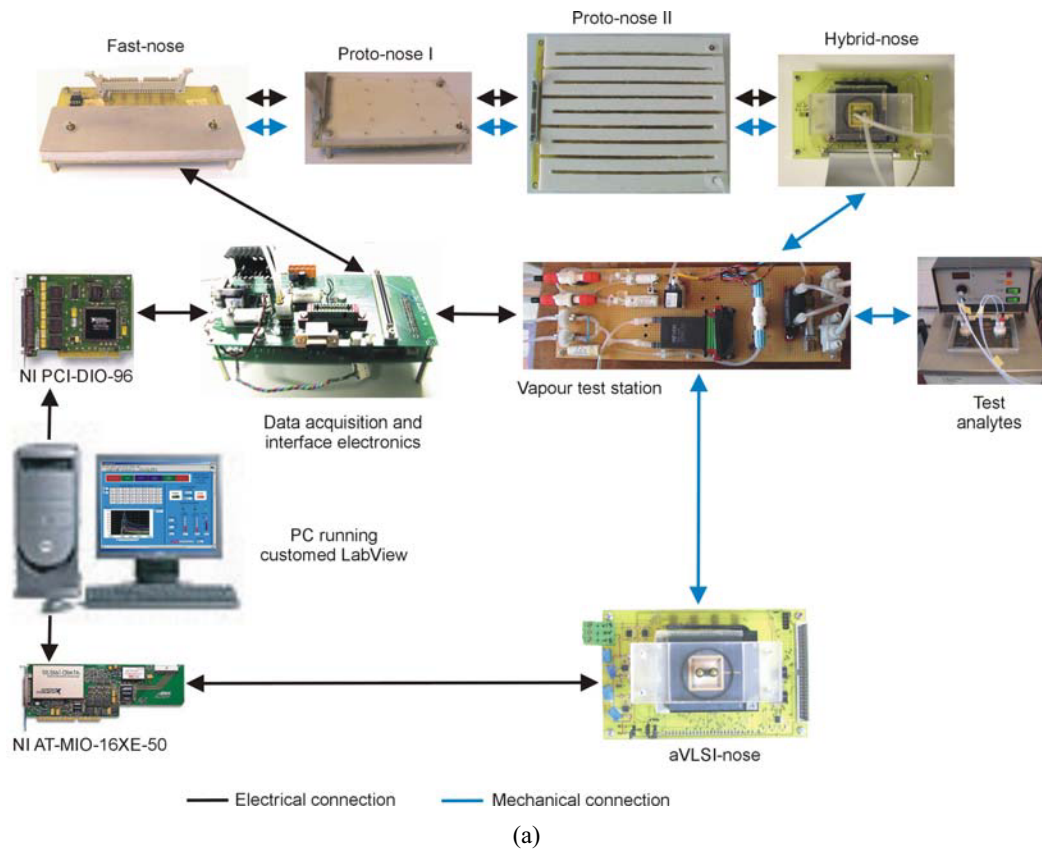 Fast-nose
Proto-nose I
Proto-nose II
Hybrid-nose
NI PCI-DIO-96
Data acquisition and
interface electronics
Vapour test station
Test
analytes
PC running
customed LabView
NI AT-MIO-16XE-50
aVLSI-nose
Electrical connection
Mechanical connection
(a)